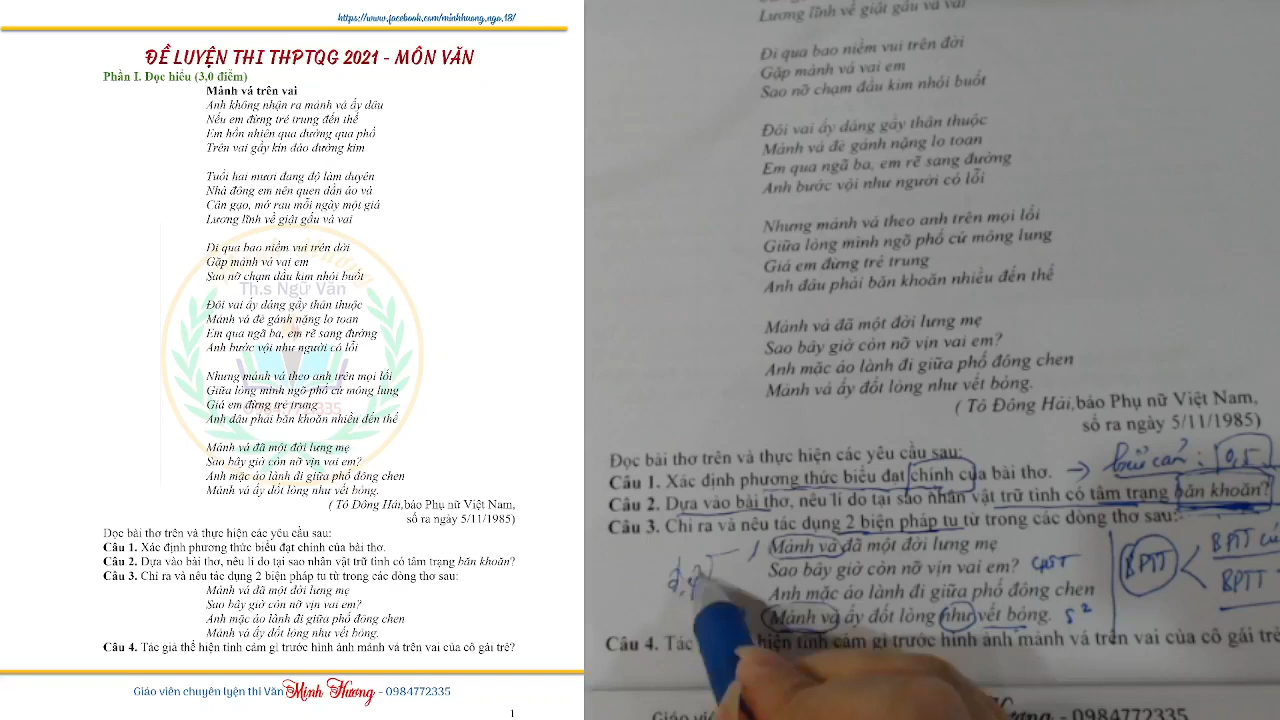 https://www.facebook.com/minhhuong.ngo.18/
ĐỀ LUYỆN THI THPTQG 2021 - MÔN VĂN
Phần I. Đọc hiểu (3,0 điểm)
Mảnh vá trên vai
Anh không nhận ra mảnh vá ấy đâu
Nếu em đừng trẻ trung đến thế
Em hồn nhiên qua đường qua phố
Trên vai gầy kín đáo đường kim
Tuổi hai mươi đang độ làm duyên
Nhà đông em nên quen dần áo vá
Cân gạo, mớ rau mỗi ngày một giá
Lương lĩnh về giật gấu vá vai
Đi qua bao niềm vui trên đời
Gặp mảnh vá vai em
Sao nỡ chạm đầu kim nhói buốt
Th.s Ngữ Văn
Đôi vai ấy dáng gầy thân thuộc
Mảnh vá đè gánh nặng lo toan
Em qua ngã ba, em rẽ sang đường
Anh bước vội như người có lỗi
Nhưng mảnh vá theo anh trên mọi lối
Giữa lòng mình ngõ phố cứ mông lung
Giá em đừng trẻ trung
Anh đâu phải băn khoăn nhiều đến thế
Mảnh vá đã một đời lưng mẹ
Sao bây giờ còn nỡ vịn vai em?
Anh mặc áo lành đi giữa phố đông chen
Mảnh vá ấy đốt lòng như vết bỏng.
( Tô Đông Hải,báo Phụ nữ Việt Nam,
số ra ngày 5/11/1985)
Đọc bài thơ trên và thực hiện các yêu cầu sau:
Câu 1. Xác định phương thức biểu đạt chính của bài thơ.
Câu 2. Dựa vào bài thơ, nêu lí do tại sao nhân vật trữ tình có tâm trạng băn khoăn?
Câu 3. Chỉ ra và nêu tác dụng 2 biện pháp tu từ trong các dòng thơ sau:
Mảnh vá đã một đời lưng mẹ
Sao bây giờ còn nỡ vịn vai em?
Anh mặc áo lành đi giữa phố đông chen
Mảnh vá ấy đốt lòng như vết bỏng.
Câu 4. Tác giả thể hiện tình cảm gì trước hình ảnh mảnh vá trên vai của cô gái trẻ?
Giáo viên chuyên luyện thi Văn Minh Hương - 0984772335
1
Lương lĩnh về giật gấu vá vai
Đi qua bao niềm vui trên đời
Gặp mảnh vá vai em
Sao nỡ chạm đầu kim nhói buốt
Đôi vai ấy dáng gầy thân thuộc
Mảnh vá đè gánh nặng lo toan
Em qua ngã ba, em rẽ sang đường
Anh bước vội như người có lỗi
Nhưng mảnh vá theo anh trên mọi lối
Giữa lòng mình ngõ phố cứ mông lung
Giá em đừng trẻ trung
Anh đâu phải băn khoăn nhiều đến thế
Mảnh vá đã một đời lưng mẹ
Sao bây giờ còn nỡ vịn vai em?
Anh mặc áo lành đi giữa phố đông chen
Mảnh vá ấy đốt lòng như vết bỏng.
( Tô Đông Hải,báo Phụ nữ Việt Nam,
số ra ngày 5/11/1985)
Đọc bài thơ trên và thực hiện các yêu cầu sau:
Câu 1. Xác định phương thức biểu đạt chính của bài thơ. → biểu cảm: 0,5
Câu 2. Dựa vào bài thơ, nêu lí do tại sao nhân vật trữ tình có tâm trạng băn khoăn?
Câu 3. Chỉ ra và nêu tác dụng 2 biện pháp tu từ trong các dòng thơ sau:
Mảnh vá đã một đời lưng mẹ
Sao bây giờ còn nỡ vịn vai em? CHTT
Anh mặc áo lành đi giữa phố đông chen
Mảnh vá ấy đốt lòng như vết bỏng. S²
BPTT
BPTT
BPTT
Câu 4. Tác hiện tình cảm gì trước hình ảnh mảnh vá trên vai của cô gái
- 0984772335